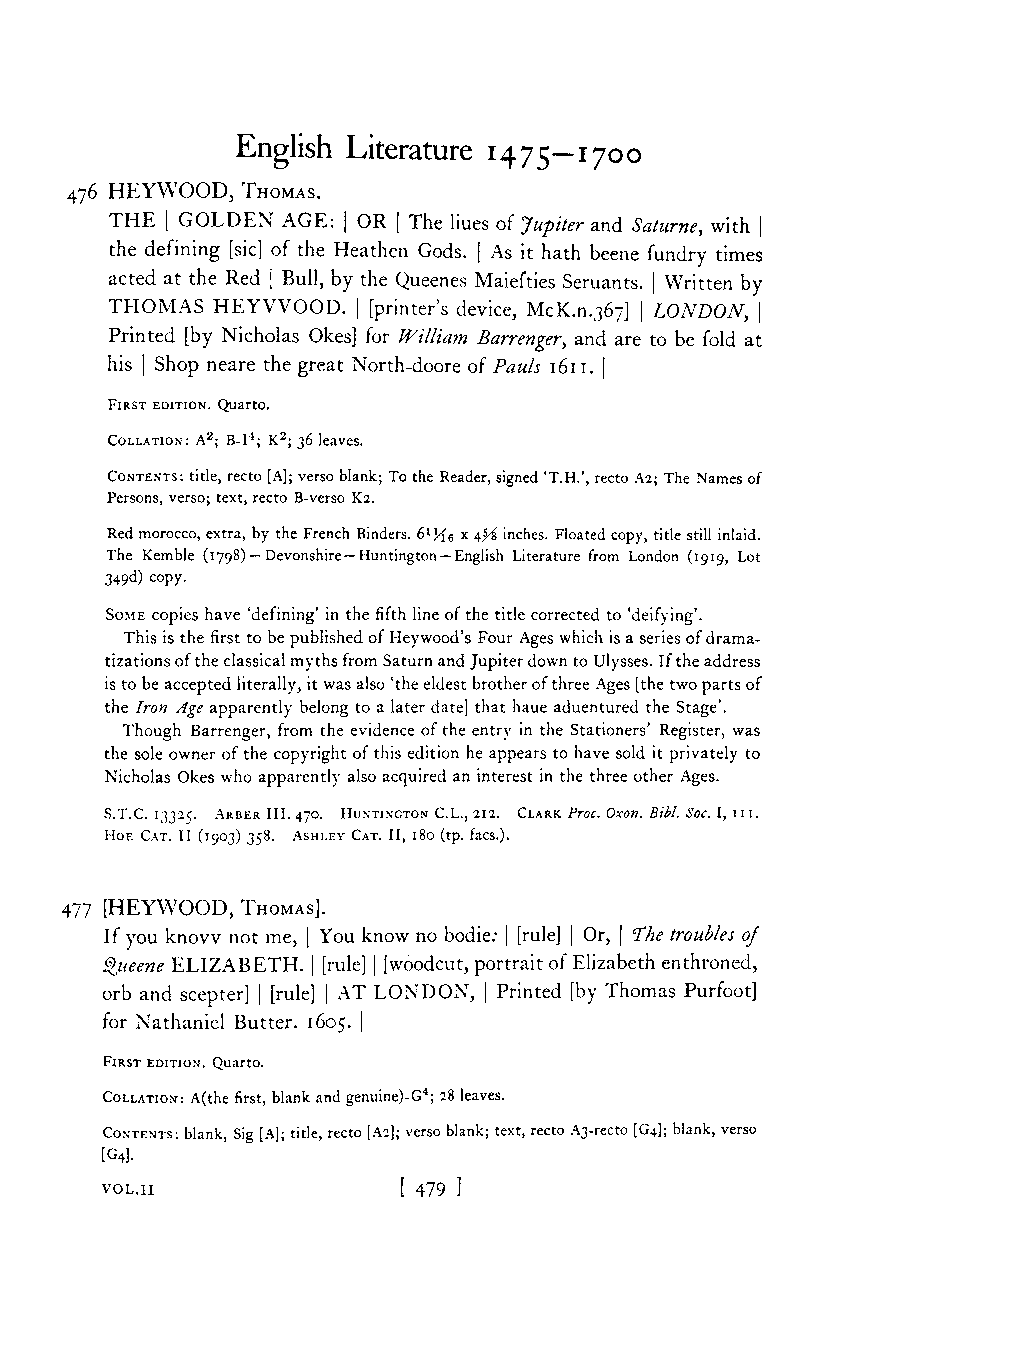 English Literature 1475—1700
476 HEYWOOD, THOMAS.
THE | GOLDEN AGE: | OR | The liues of Jupiter and Saturne, with |
the defining [sic] of the Heathen Gods. | As it hath beene fundry times
acted at the Red | Bull, by the Queenes Maieſties Seruants. | Written by
THOMAS HEYVVOOD. | [printer's device, McK.n.367] | LONDON, |
Printed [by Nicholas Okes] for William Barrenger, and are to be ſold at
his | Shop neare the great North-doore of Pauls 1611. |
FIRST EDITION. Quarto.
COLLATION: A²; B-I⁴; K²; 36 leaves.
CONTENTS: title, recto [A]; verso blank; To the Reader, signed 'T.H.', recto A2; The Names of
Persons, verso; text, recto B-verso K2.
Red morocco, extra, by the French Binders. 6¹¹⁄₁₆ x 4⅝ inches. Floated copy, title still inlaid.
The Kemble (1798)—Devonshire—Huntington—English Literature from London (1919, Lot
349d) copy.
SOME copies have 'defining' in the fifth line of the title corrected to 'deifying'.
This is the first to be published of Heywood's Four Ages which is a series of drama-
tizations of the classical myths from Saturn and Jupiter down to Ulysses. If the address
is to be accepted literally, it was also 'the eldest brother of three Ages [the two parts of
the Iron Age apparently belong to a later date] that haue aduentured the Stage'.
Though Barrenger, from the evidence of the entry in the Stationers' Register, was
the sole owner of the copyright of this edition he appears to have sold it privately to
Nicholas Okes who apparently also acquired an interest in the three other Ages.
S.T.C. 13325. ARBER III. 470. HUNTINGTON C.L., 212. CLARK Proc. Oxon. Bibl. Soc. I, 111.
HOE CAT. II (1903) 358. ASHLEY CAT. II, 180 (tp. facs.).
477 [HEYWOOD, THOMAS].
If you knovv not me, | You know no bodie: | [rule] | Or, | The troubles of
Queene ELIZABETH. | [rule] | [woodcut, portrait of Elizabeth enthroned,
orb and scepter] | [rule] | AT LONDON, | Printed [by Thomas Purfoot]
for Nathaniel Butter. 1605. |
FIRST EDITION. Quarto.
COLLATION: A(the first, blank and genuine)-G⁴; 28 leaves.
CONTENTS: blank, Sig [A]; title, recto [A2]; verso blank; text, recto A3-recto [G4]; blank, verso
[G4].
VOL.II [ 479 ]